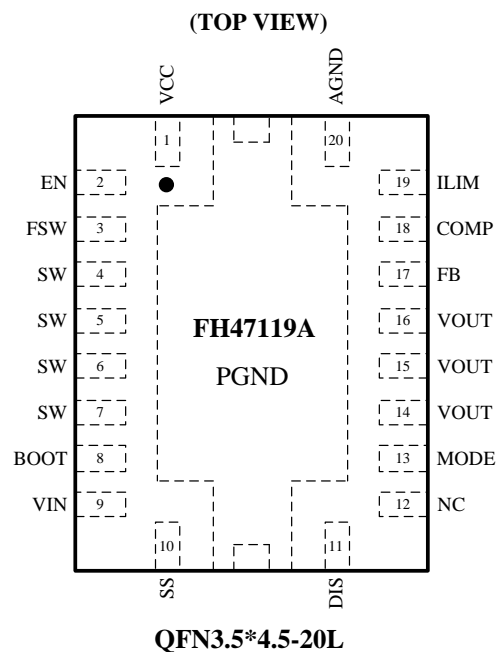 (TOP VIEW)
VCC AGND
1 20
EN 2 19 ILIM
FSW 3 18 COMP
SW 4 17 FB
SW 5 16 VOUT
FH47119A
PGND
SW 6 15 VOUT
SW 7 14 VOUT
BOOT 8 13 MODE
VIN 9 12 NC
10 11
SS DIS
QFN3.5*4.5-20L